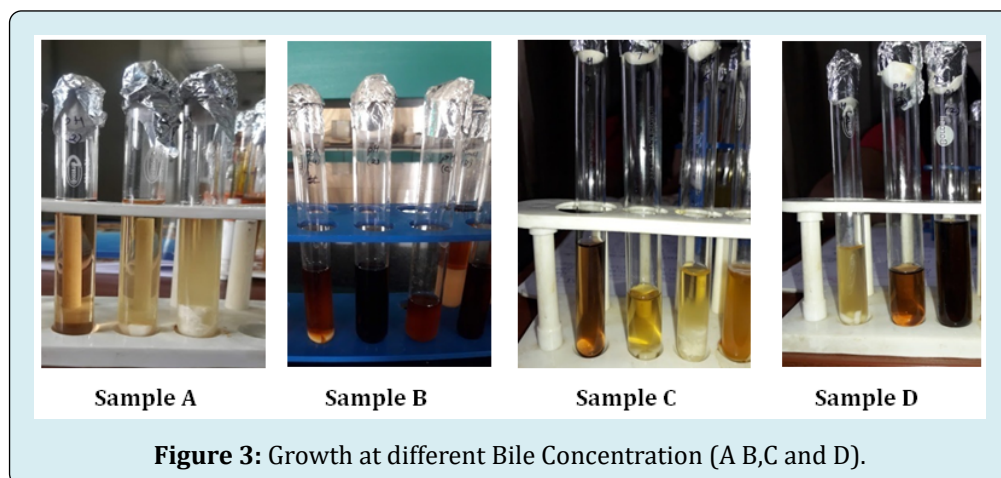 Sample A
Sample B
Sample C
Sample D
Figure 3: Growth at different Bile Concentration (A B,C and D).